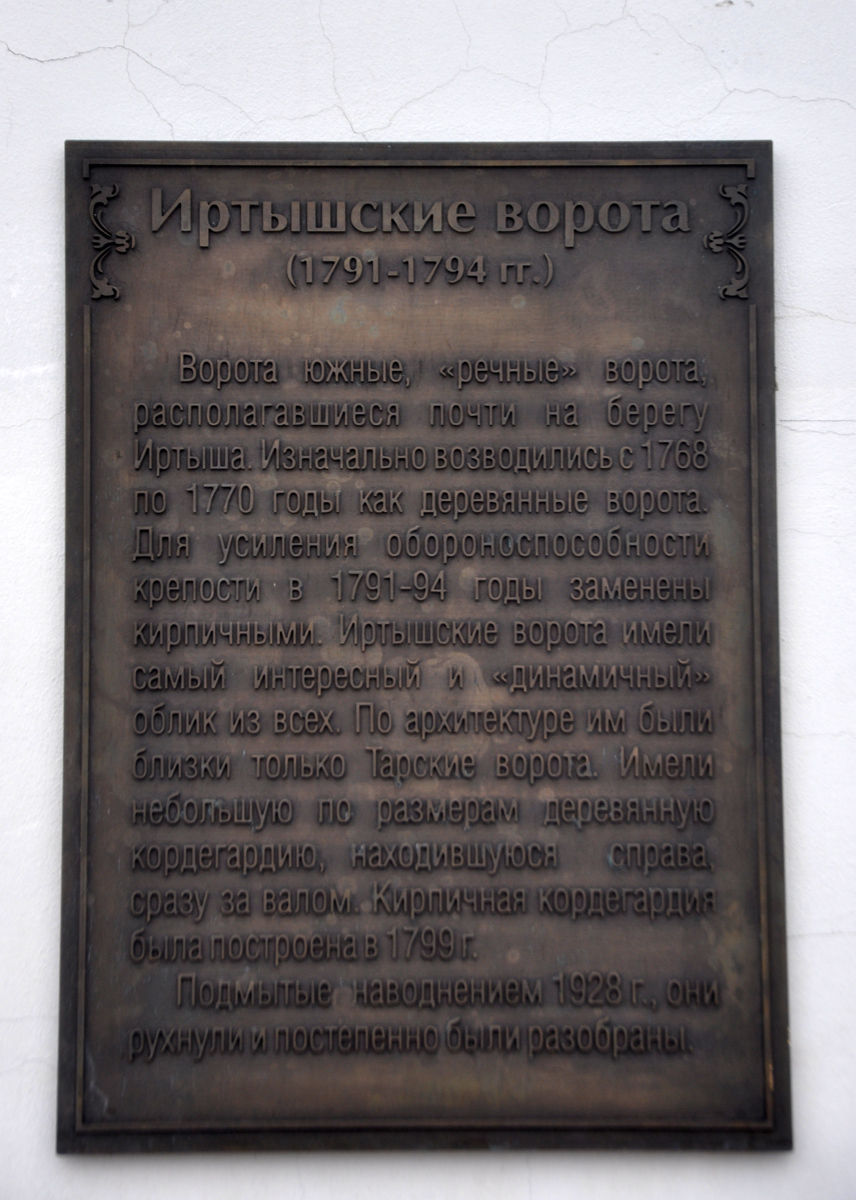 Иртышские ворота
(1791-1794 гг.)
Ворота южные, «речные» ворота,
располагавшиеся почти на берегу
Иртыша. Изначально возводились с 1768
по 1770 годы как деревянные ворота.
Для усиления обороноспособности
крепости в 1791-94 годы заменены
кирпичными. Иртышские ворота имели
самый интересный и «динамичный»
облик из всех. По архитектуре им были
близки только Тарские ворота. Имели
небольшую по размерам деревянную
кордегардию, находившуюся справа,
сразу за валом. Кирпичная кордегардия
была построена в 1799 г.
Подмытые наводнением 1928 г., они
рухнули и постепенно были разобраны.